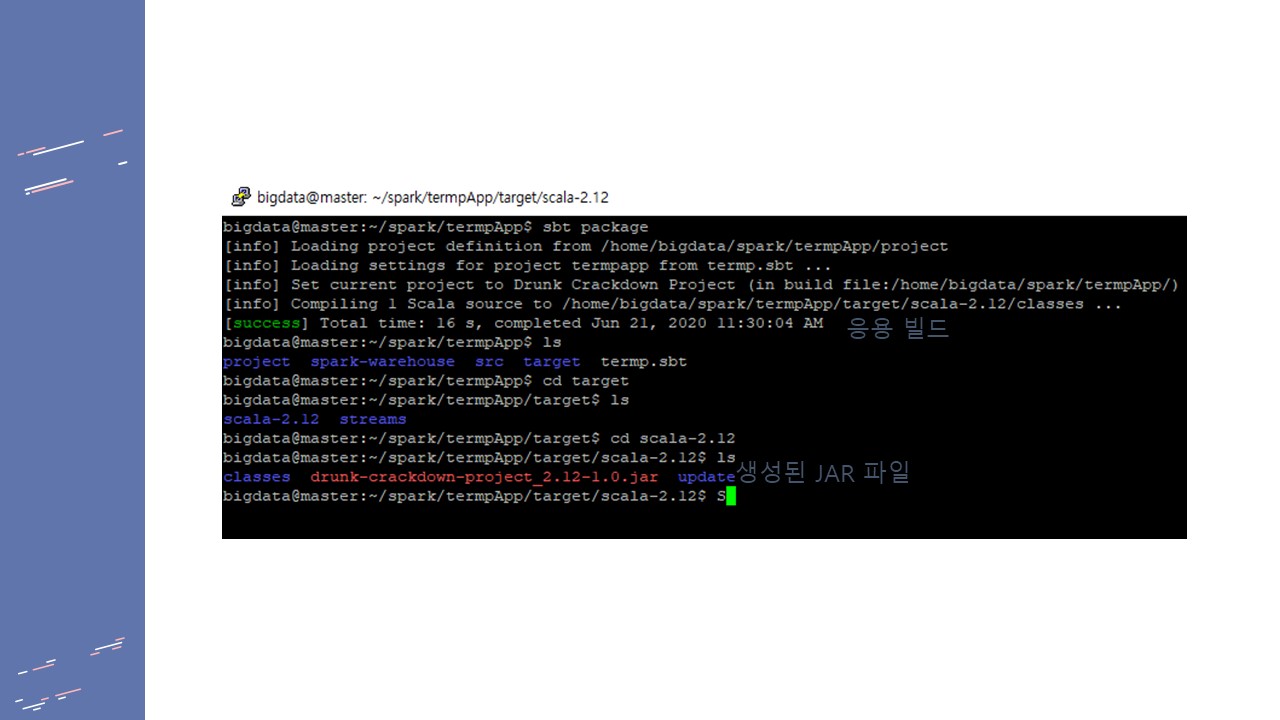 bigdata@master: ~/spark/termpApp/target/scala-2.12
bigdata@master:~/spark/termpApp$ sbt package
[info] Loading project definition from /home/bigdata/spark/termpApp/project
[info] Loading settings for project termpapp from termp.sbt ...
[info] Set current project to Drunk Crackdown Project (in build file:/home/bigdata/spark/termpApp/)
[info] Compiling 1 Scala source to /home/bigdata/spark/termpApp/target/scala-2.12/classes ...
[success] Total time: 16 s, completed Jun 21, 2020 11:30:04 AM 응용 빌드
bigdata@master:~/spark/termpApp$ ls
project spark-warehouse src target termp.sbt
bigdata@master:~/spark/termpApp$ cd target
bigdata@master:~/spark/termpApp/target$ ls
scala-2.12 streams
bigdata@master:~/spark/termpApp/target$ cd scala-2.12
bigdata@master:~/spark/termpApp/target/scala-2.12$ ls
classes drunk-crackdown-project_2.12-1.0.jar update 생성된 JAR 파일
bigdata@master:~/spark/termpApp/target/scala-2.12$ S